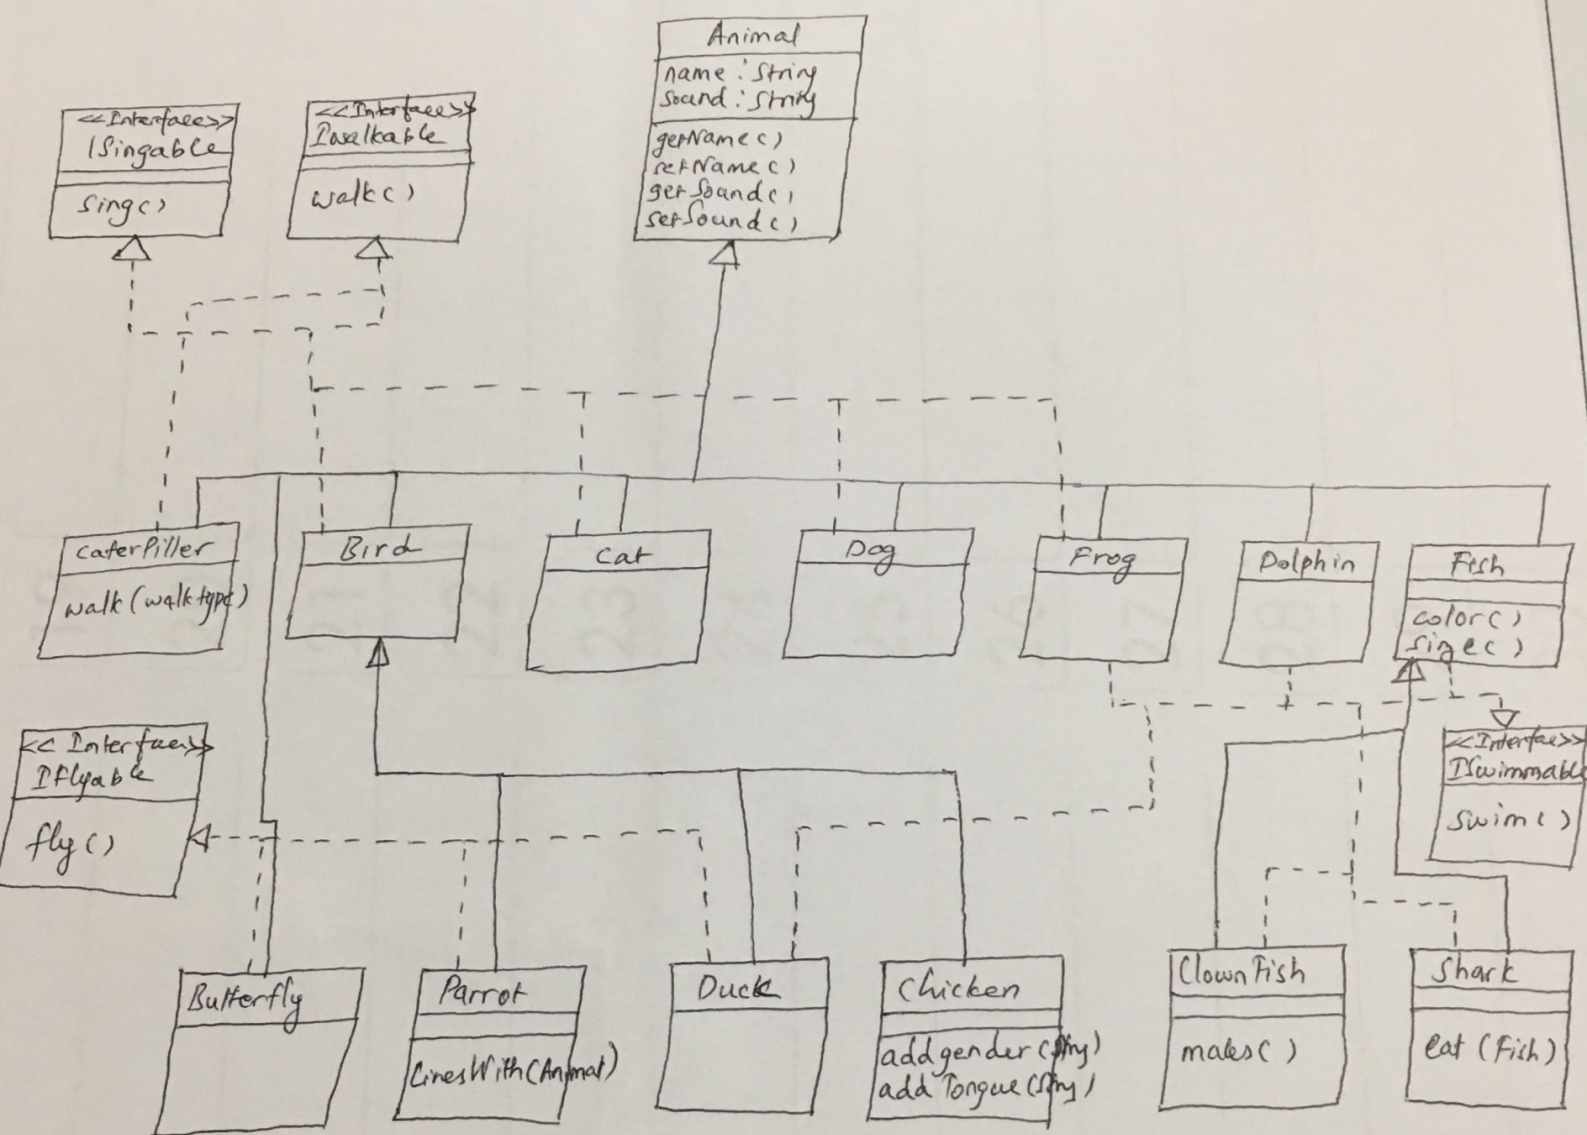 Animal
name : String
sound : String
getName()
setName()
getSound()
setSound()
<<Interface>>
ISingable
sing()
<<Interface>>
Iwalkable
walk()
caterPiller
walk(walktype)
Bird
cat
Dog
Frog
Dolphin
Fish
color()
size()
<<Interface>>
IFlyable
fly()
<<Interfae>>
ISwimmable
swim()
Butterfly
Parrot
LivesWith(Animal)
Duck
Chicken
addgender(String)
addTongue(String)
ClownFish
males()
Shark
eat(Fish)